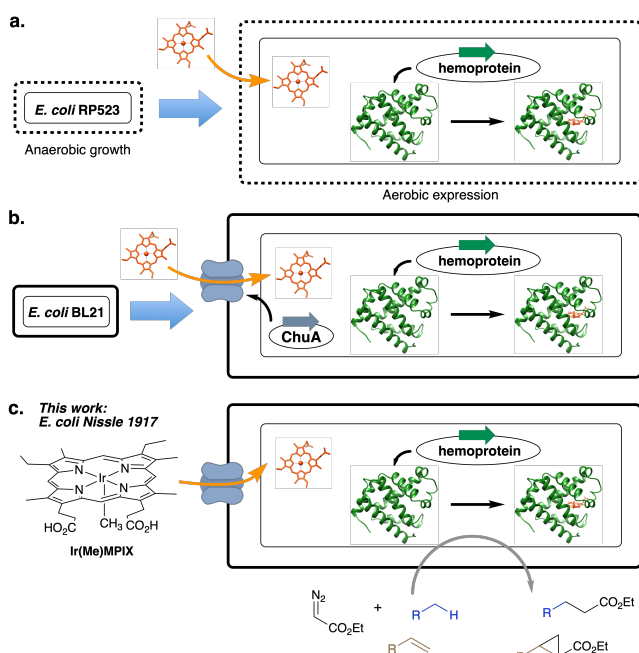 a.
hemoprotein
E. coli RP523
Anaerobic growth
Aerobic expression
b.
hemoprotein
E. coli BL21
ChuA
c.
This work:
E. coli Nissle 1917
hemoprotein
N
N
Ir
N
N
HO₂C
CH₃
CO₂H
Ir(Me)MPIX
N₂
CO₂Et
+
R
H
R
CO₂Et
R
CO₂Et